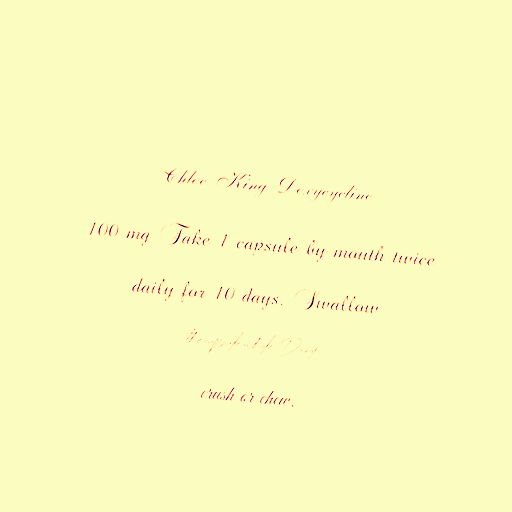 Chloe King Doxycycline
100 mg Take 1 capsule by mouth twice
daily for 10 days. Swallow
crush or chew.